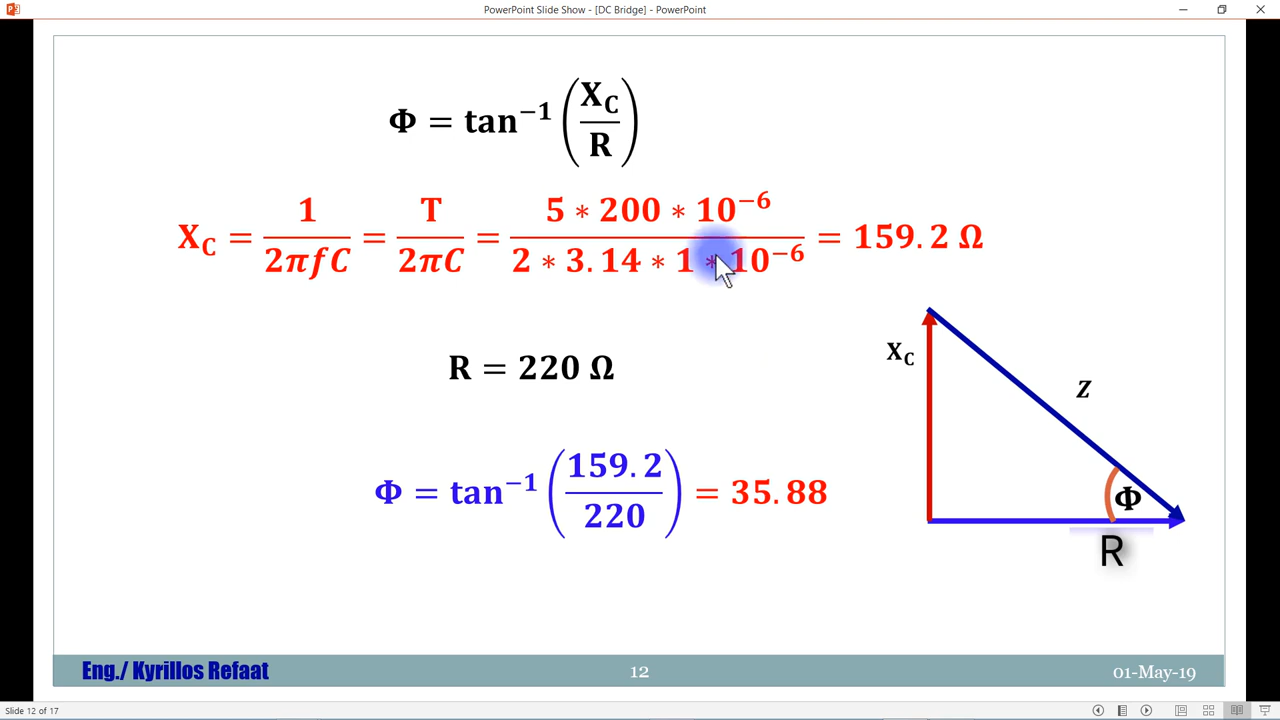 PowerPoint Slide Show - [DC Bridge] - PowerPoint
Φ = tan⁻¹ (X_C / R)
X_C = 1 / 2πfC = T / 2πC = 5 * 200 * 10⁻⁶ / 2 * 3.14 * 1 * 10⁻⁶ = 159.2 Ω
X_C
R = 220 Ω
Z
Φ = tan⁻¹ (159.2 / 220) = 35.88
Φ
R
Eng./ Kyrillos Refaat
12
01-May-19
Slide 12 of 17